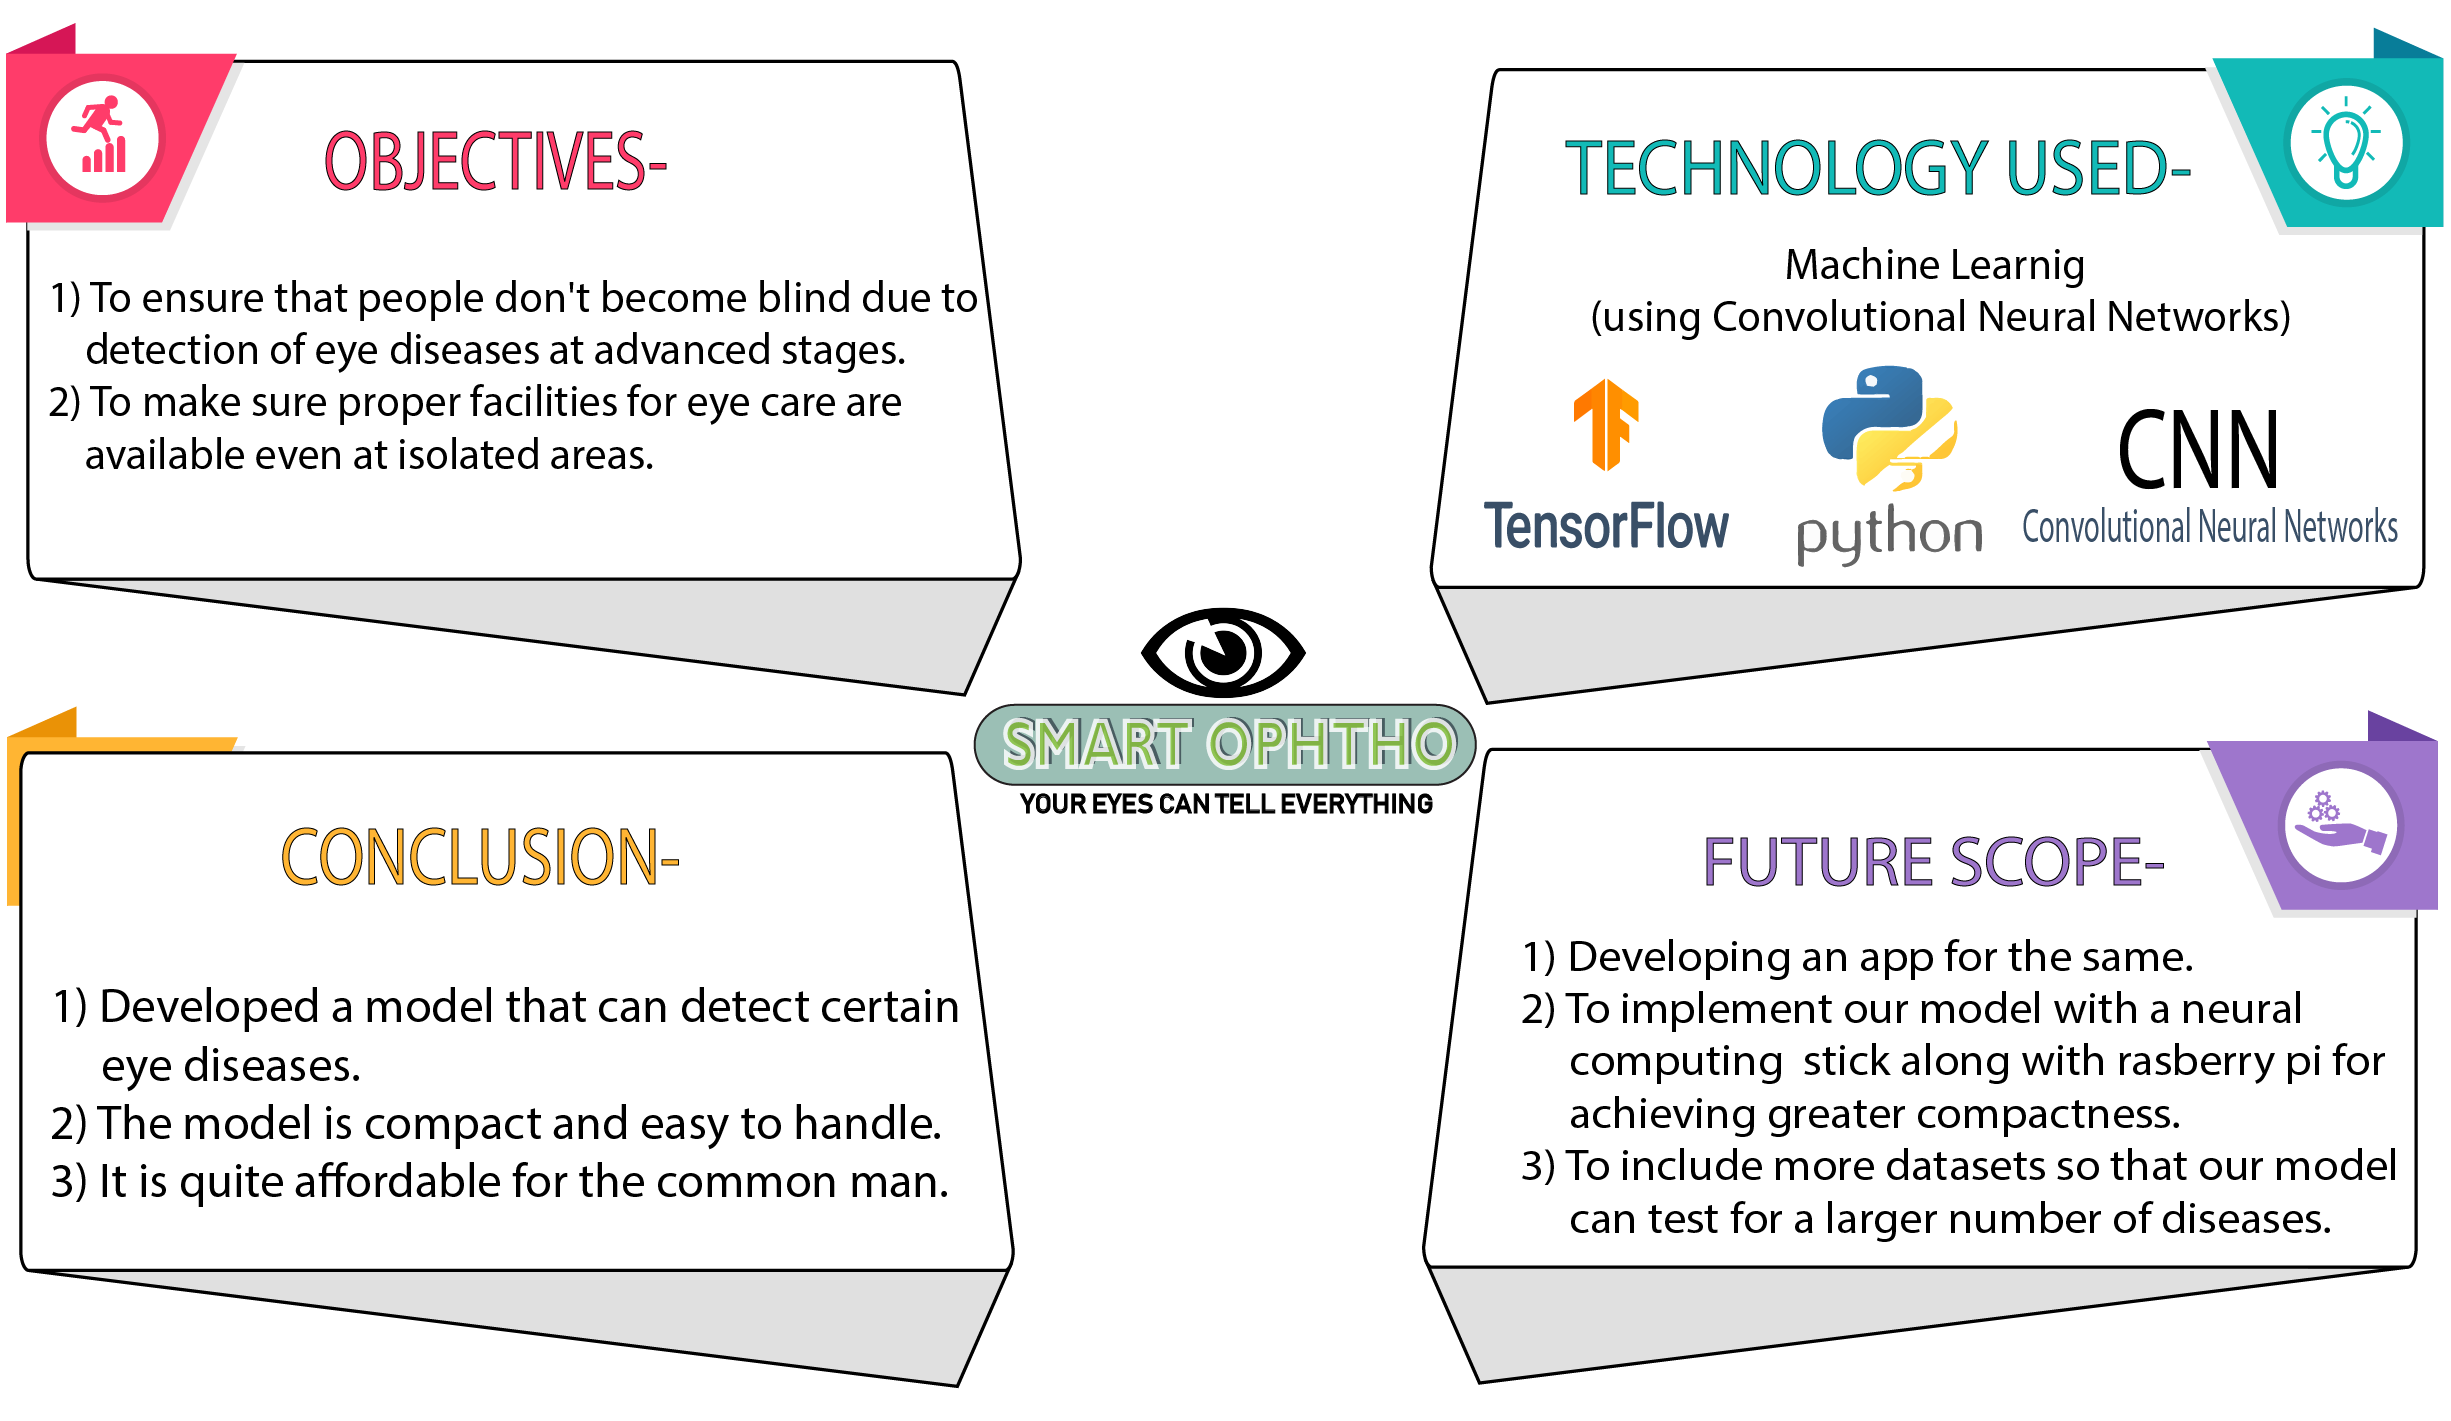 OBJECTIVES-
1) To ensure that people don't become blind due to
detection of eye diseases at advanced stages.
2) To make sure proper facilities for eye care are
available even at isolated areas.
TECHNOLOGY USED-
Machine Learnig
(using Convolutional Neural Networks)
TensorFlow
python
CNN
Convolutional Neural Networks
SMART OPHTHO
YOUR EYES CAN TELL EVERYTHING
CONCLUSION-
1) Developed a model that can detect certain
eye diseases.
2) The model is compact and easy to handle.
3) It is quite affordable for the common man.
FUTURE SCOPE-
1) Developing an app for the same.
2) To implement our model with a neural
computing stick along with rasberry pi for
achieving greater compactness.
3) To include more datasets so that our model
can test for a larger number of diseases.